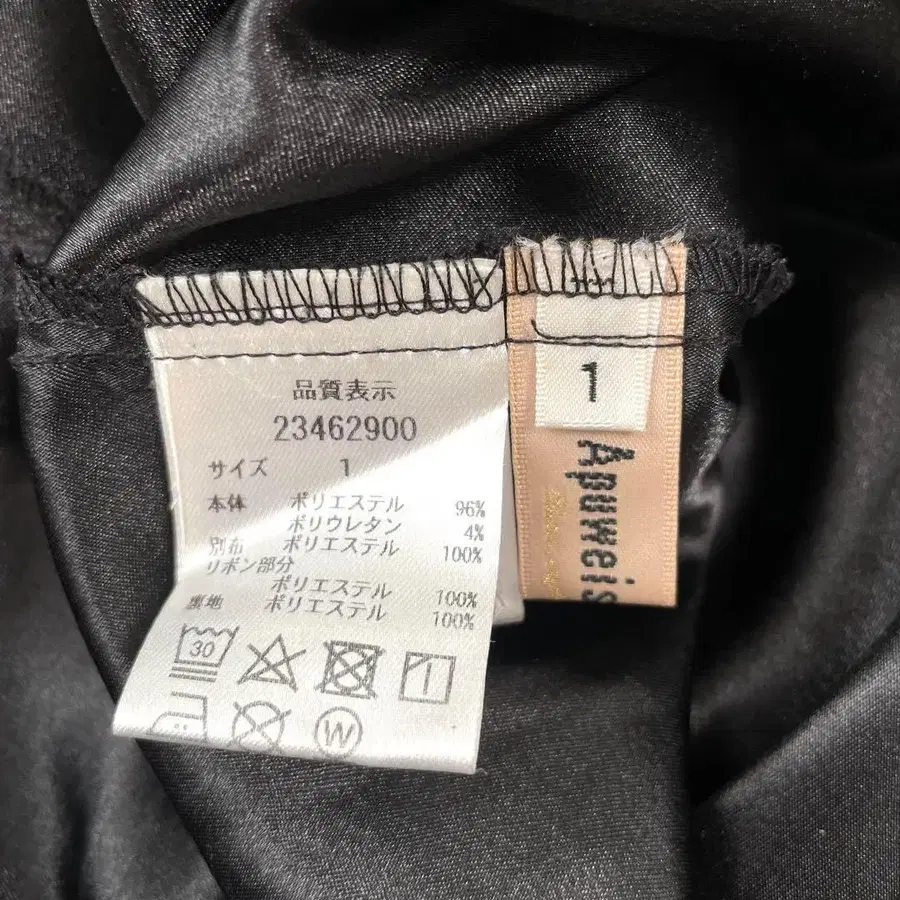 品質表示
23462900
サイズ 1
本体 ポリエステル 96%
ポリウレタン 4%
別布 ポリエステル 100%
リボン部分
ポリエステル 100%
裏地 ポリエステル 100%
30
W
1
Apuweis